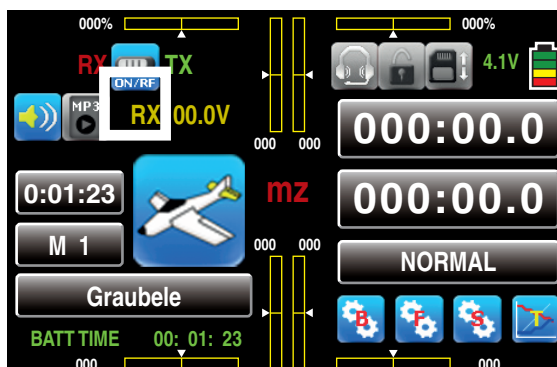 000% 000%
RX TX 4.1V
ON/RF
MP3 RX 00.0V
000 000 000:00.0
0:01:23 mz 000:00.0
M 1 000 000 NORMAL
Graubele
B F S T
BATT TIME 00: 01: 23
000 000